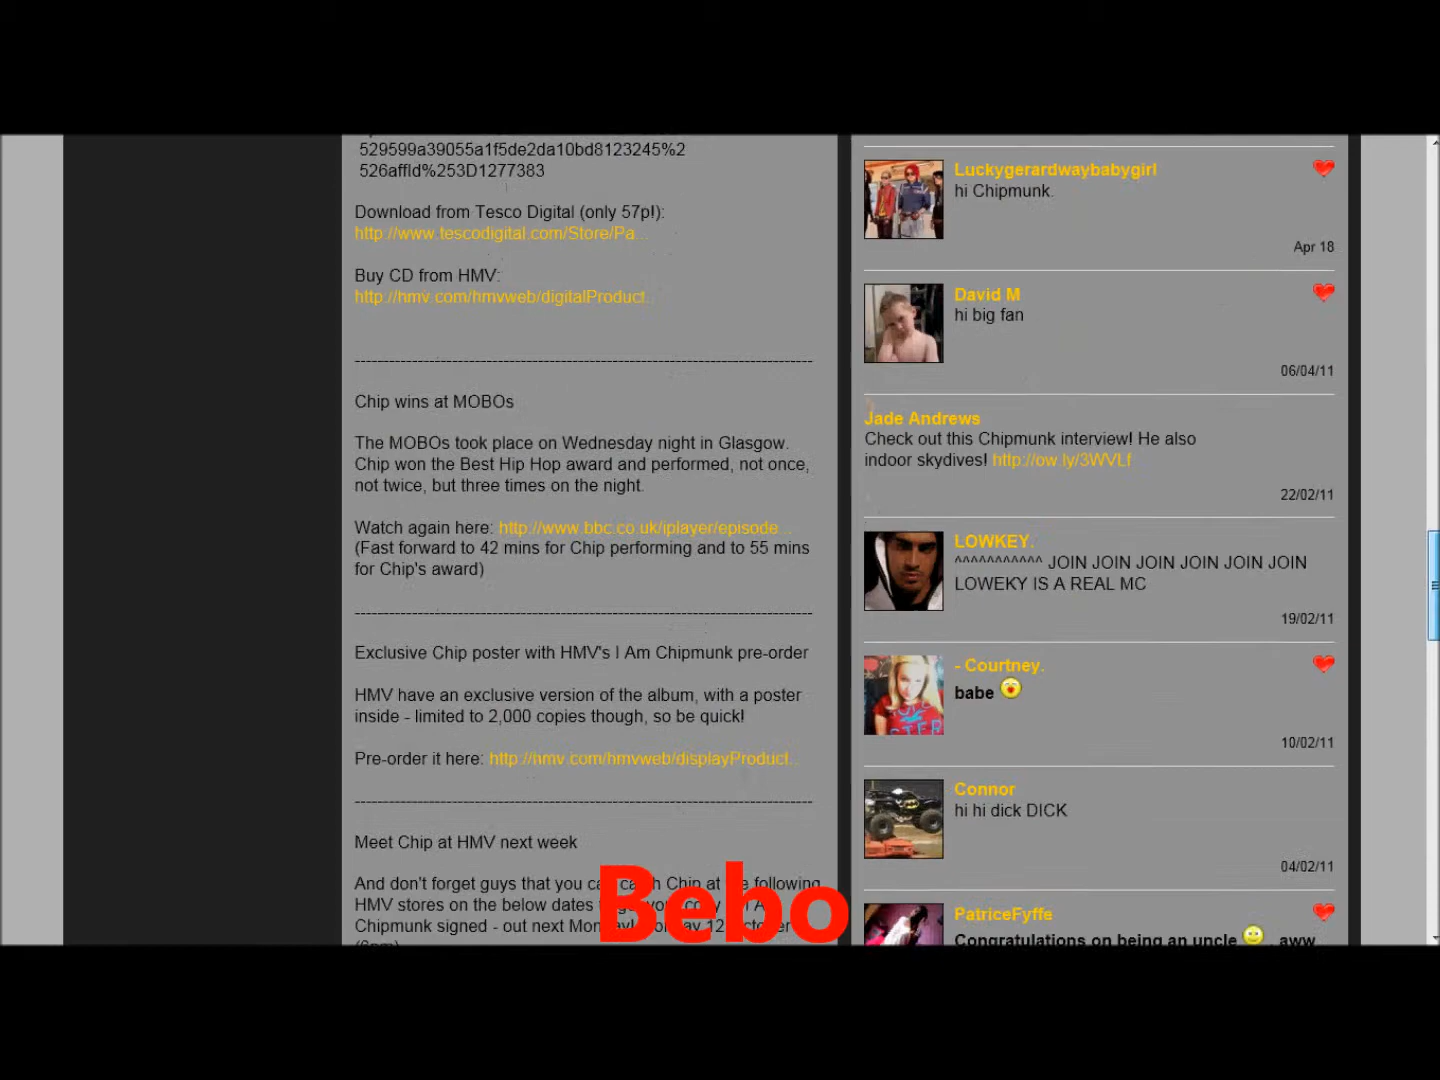 529599a39055a1f5de2da10bd8123245%2
526affId%253D1277383
Download from Tesco Digital (only 57p!):
http://www.tescodigital.com/Store/Pa...
Buy CD from HMV:
http://hmv.com/hmvweb/digitalProduct...
--------------------------------------------------------------------------------
Chip wins at MOBOs
The MOBOs took place on Wednesday night in Glasgow.
Chip won the Best Hip Hop award and performed, not once,
not twice, but three times on the night.
Watch again here: http://www.bbc.co.uk/iplayer/episode...
(Fast forward to 42 mins for Chip performing and to 55 mins
for Chip's award)
--------------------------------------------------------------------------------
Exclusive Chip poster with HMV's I Am Chipmunk pre-order
HMV have an exclusive version of the album, with a poster
inside - limited to 2,000 copies though, so be quick!
Pre-order it here: http://hmv.com/hmvweb/displayProduct...
--------------------------------------------------------------------------------
Meet Chip at HMV next week
And don't forget guys that you can catch Chip at the following
HMV stores on the below dates
Chipmunk signed - out next Monday!
Bebo
Luckygerardwaybabygirl
hi Chipmunk.
Apr 18
David M
hi big fan
06/04/11
Jade Andrews
Check out this Chipmunk interview! He also
indoor skydives! http://ow.ly/3WVLf
22/02/11
LOWKEY.
^^^^^^^^^^^ JOIN JOIN JOIN JOIN JOIN JOIN
LOWEKY IS A REAL MC
19/02/11
- Courtney.
babe
10/02/11
Connor
hi hi dick DICK
04/02/11
PatriceFyffe
Congratulations on being an uncle , aww